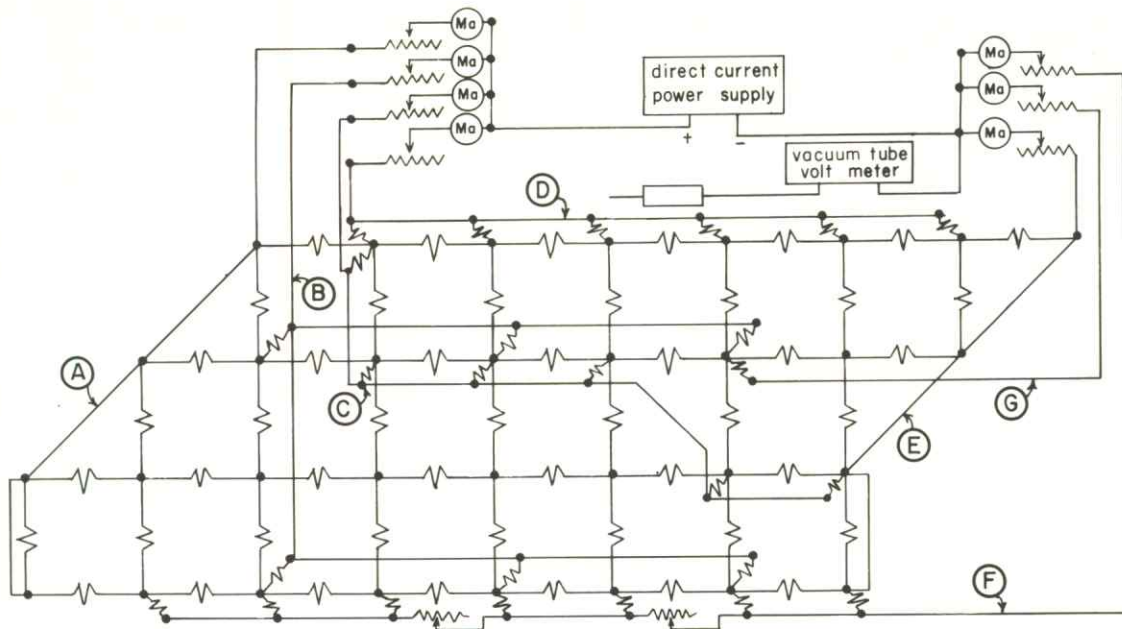 Ma
Ma
Ma
Ma
direct current
power supply
+ −
vacuum tube
volt meter
Ma
Ma
Ma
A
B
C
D
E
F
G